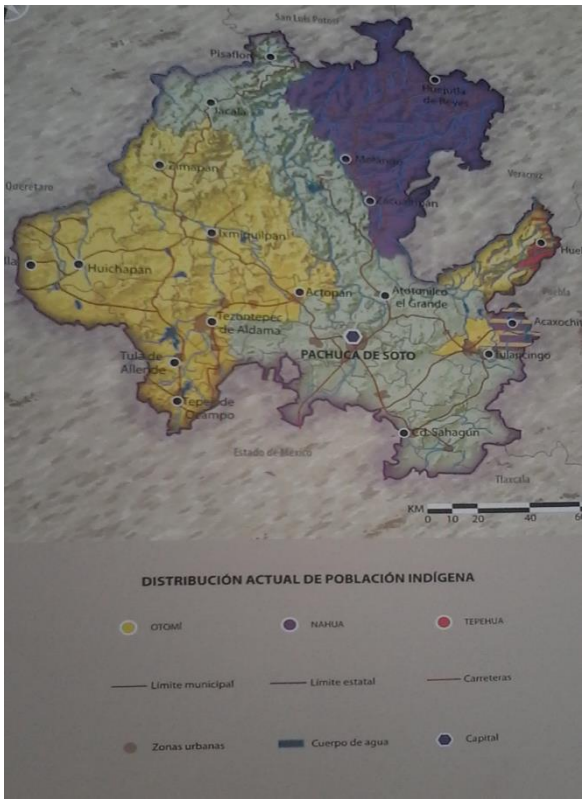 San Luis Potosí
Pisaflores
Jacala
Huejutla
de Reyes
Molango
Zimapán
Querétaro
Veracruz
Zacualtipán
Ixmiquilpan
Huichapan
Actopan
Atotonilco
el Grande
Puebla
Tezontepec
de Aldama
PACHUCA DE SOTO
Tulancingo
Tula de
Allende
Tepeji de
Ocampo
Cd. Sahagún
Estado de México
Tlaxcala
KM
0 10 20 40
DISTRIBUCIÓN ACTUAL DE POBLACIÓN INDÍGENA
OTOMÍ
NAHUA
TEPEHUA
Límite municipal
Límite estatal
Carreteras
Zonas urbanas
Cuerpo de agua
Capital